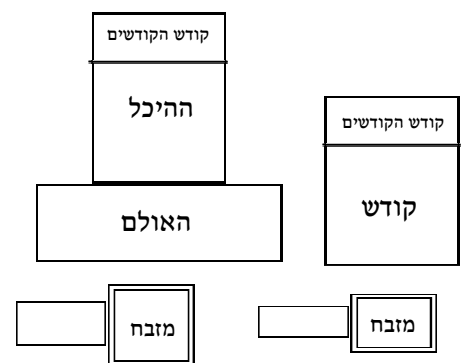 קודש הקודשים
ההיכל
האולם
מזבח
קודש הקודשים
קודש
מזבח